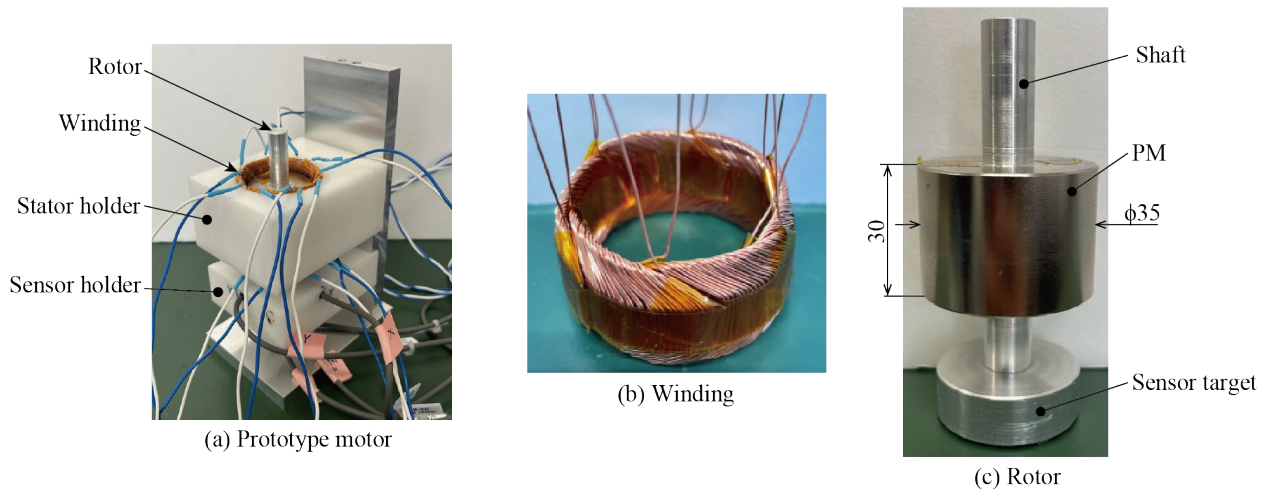 Rotor
Winding
Stator holder
Sensor holder
Y
X
(a) Prototype motor
(b) Winding
Shaft
PM
30
ϕ35
Sensor target
(c) Rotor